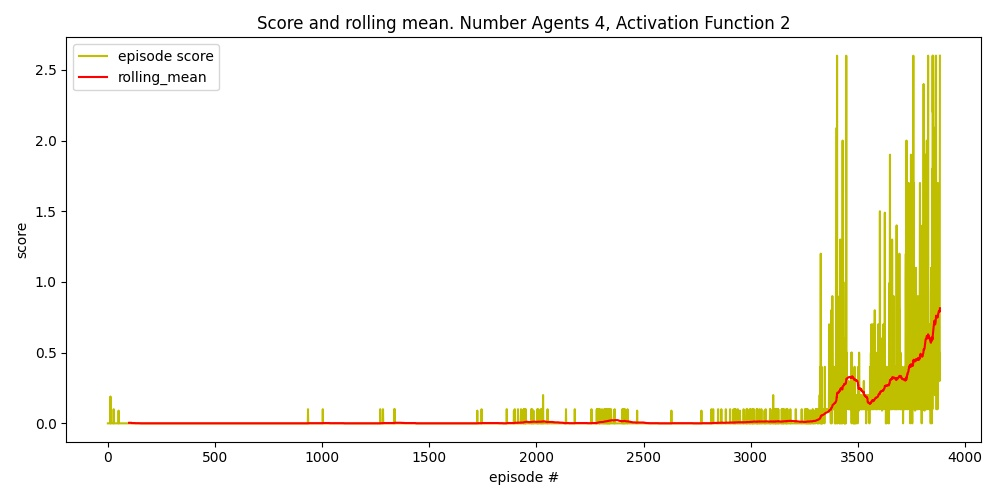 Score and rolling mean. Number Agents 4, Activation Function 2
episode score
rolling_mean
2.5
2.0
1.5
1.0
0.5
0.0
score
0 500 1000 1500 2000 2500 3000 3500 4000
episode #